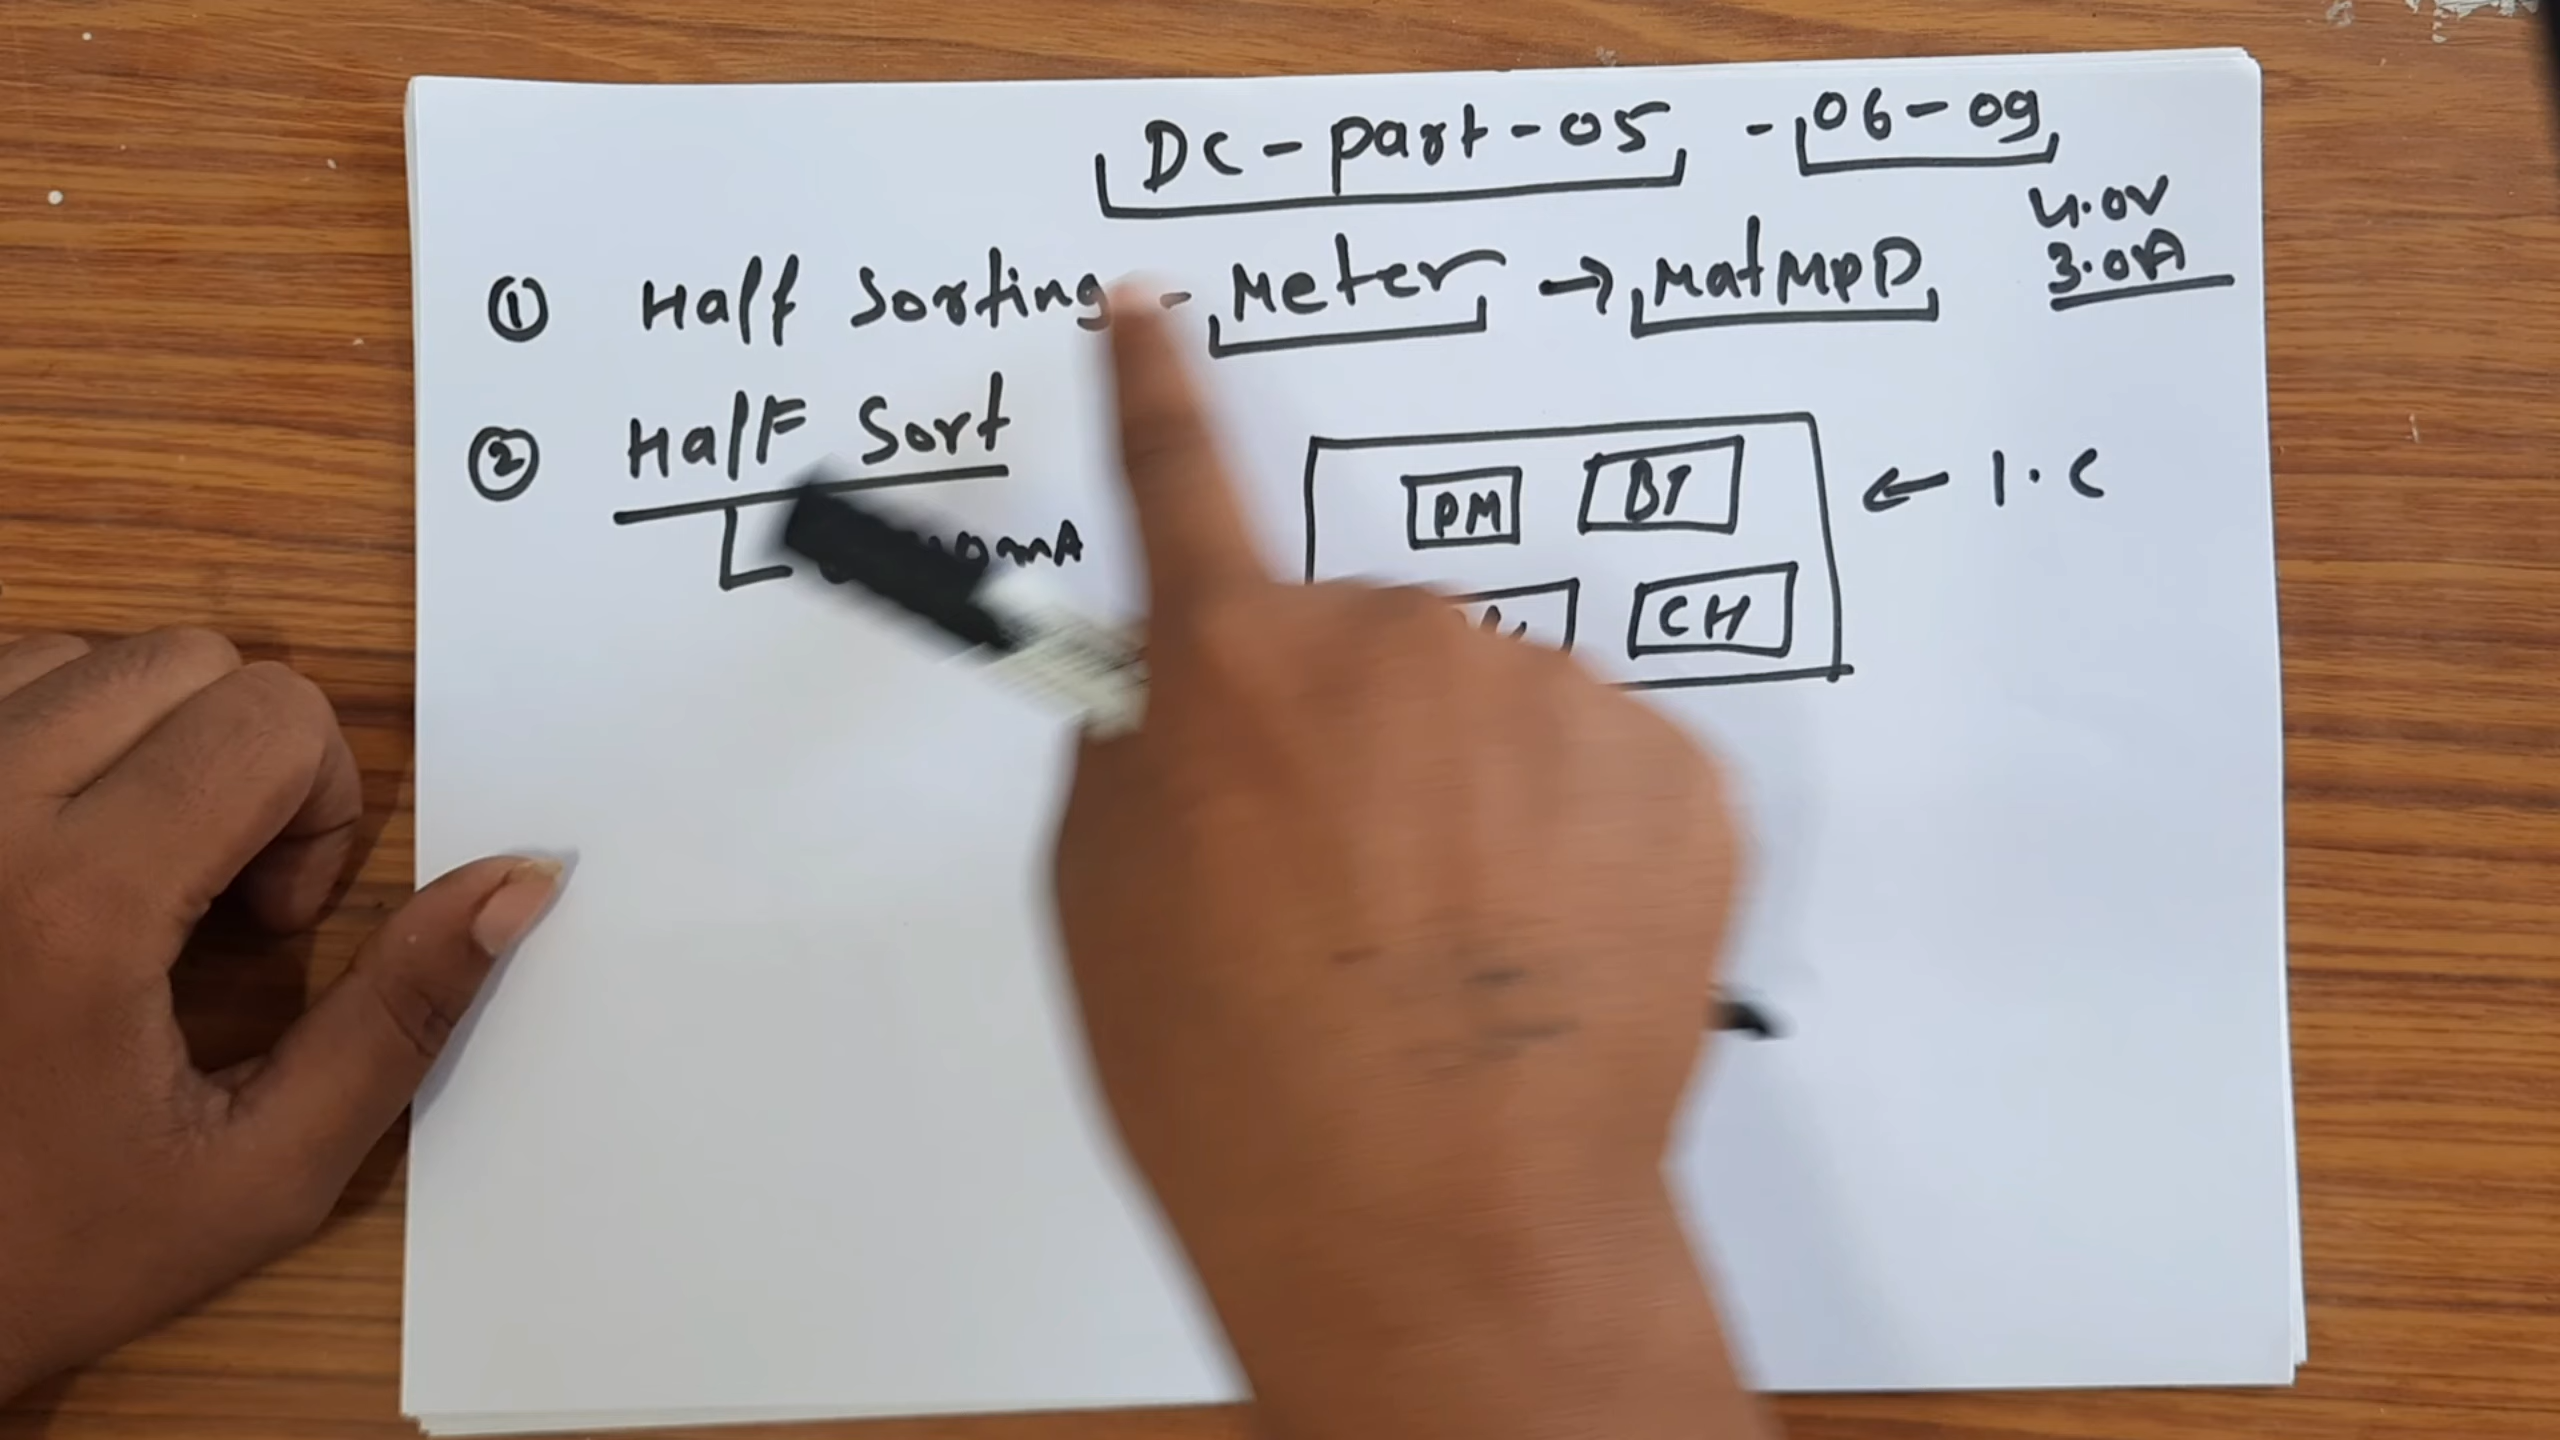 DC - part - 05 - 06 - 09
4.0V
① Half Sorting - Meter → MatMPD 3.0A
② Half Sort
PM BT ← I.C
mA
CH